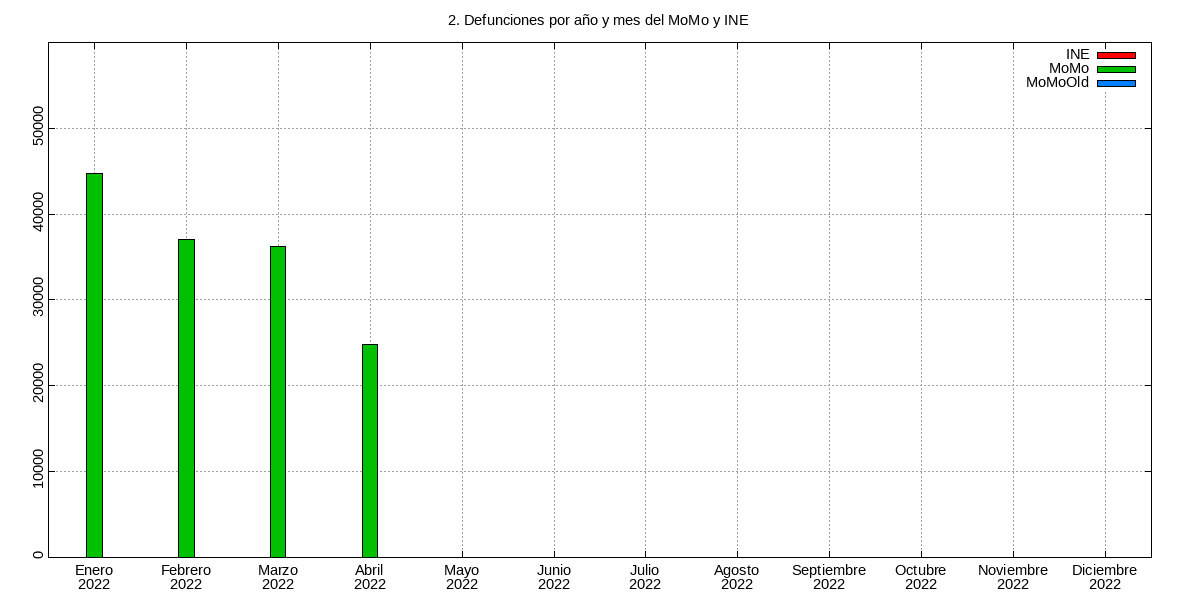 2. Defunciones por año y mes del MoMo y INE
INE
MoMo
MoMoOld
50000
40000
30000
20000
10000
0
Enero Febrero Marzo Abril Mayo Junio Julio Agosto Septiembre Octubre Noviembre Diciembre
2022 2022 2022 2022 2022 2022 2022 2022 2022 2022 2022 2022